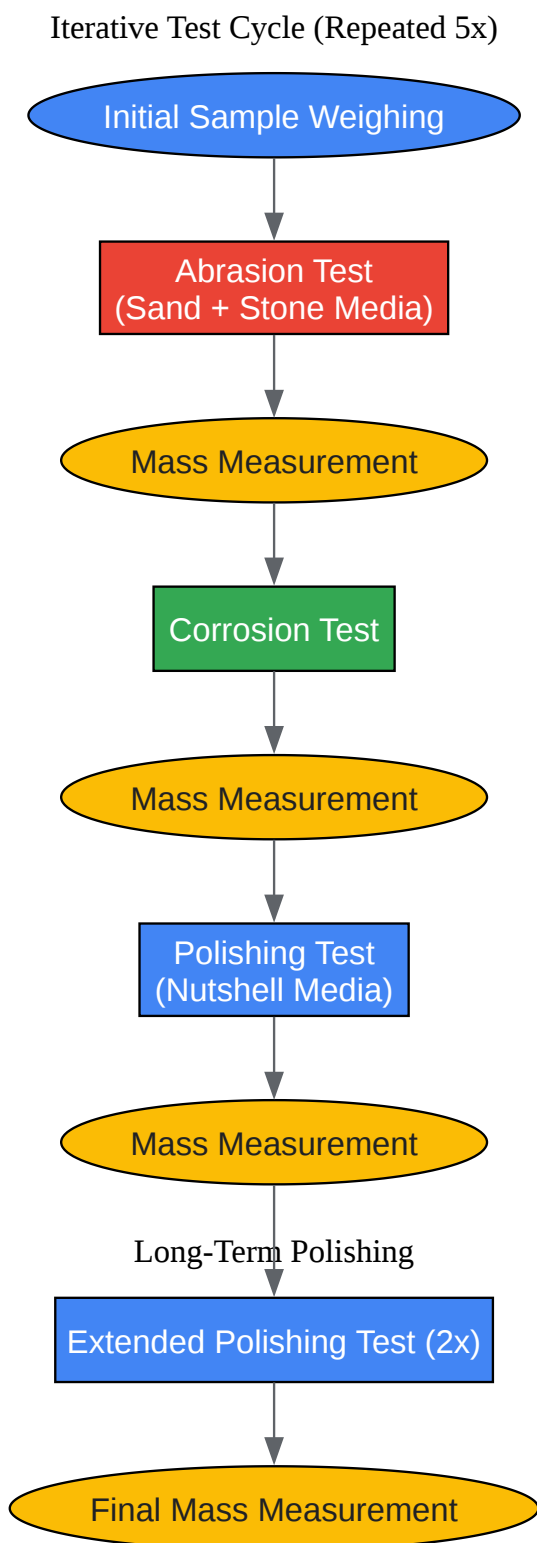 Iterative Test Cycle (Repeated 5x)
Initial Sample Weighing
Abrasion Test
(Sand + Stone Media)
Mass Measurement
Corrosion Test
Mass Measurement
Polishing Test
(Nutshell Media)
Mass Measurement
Long-Term Polishing
Extended Polishing Test (2x)
Final Mass Measurement